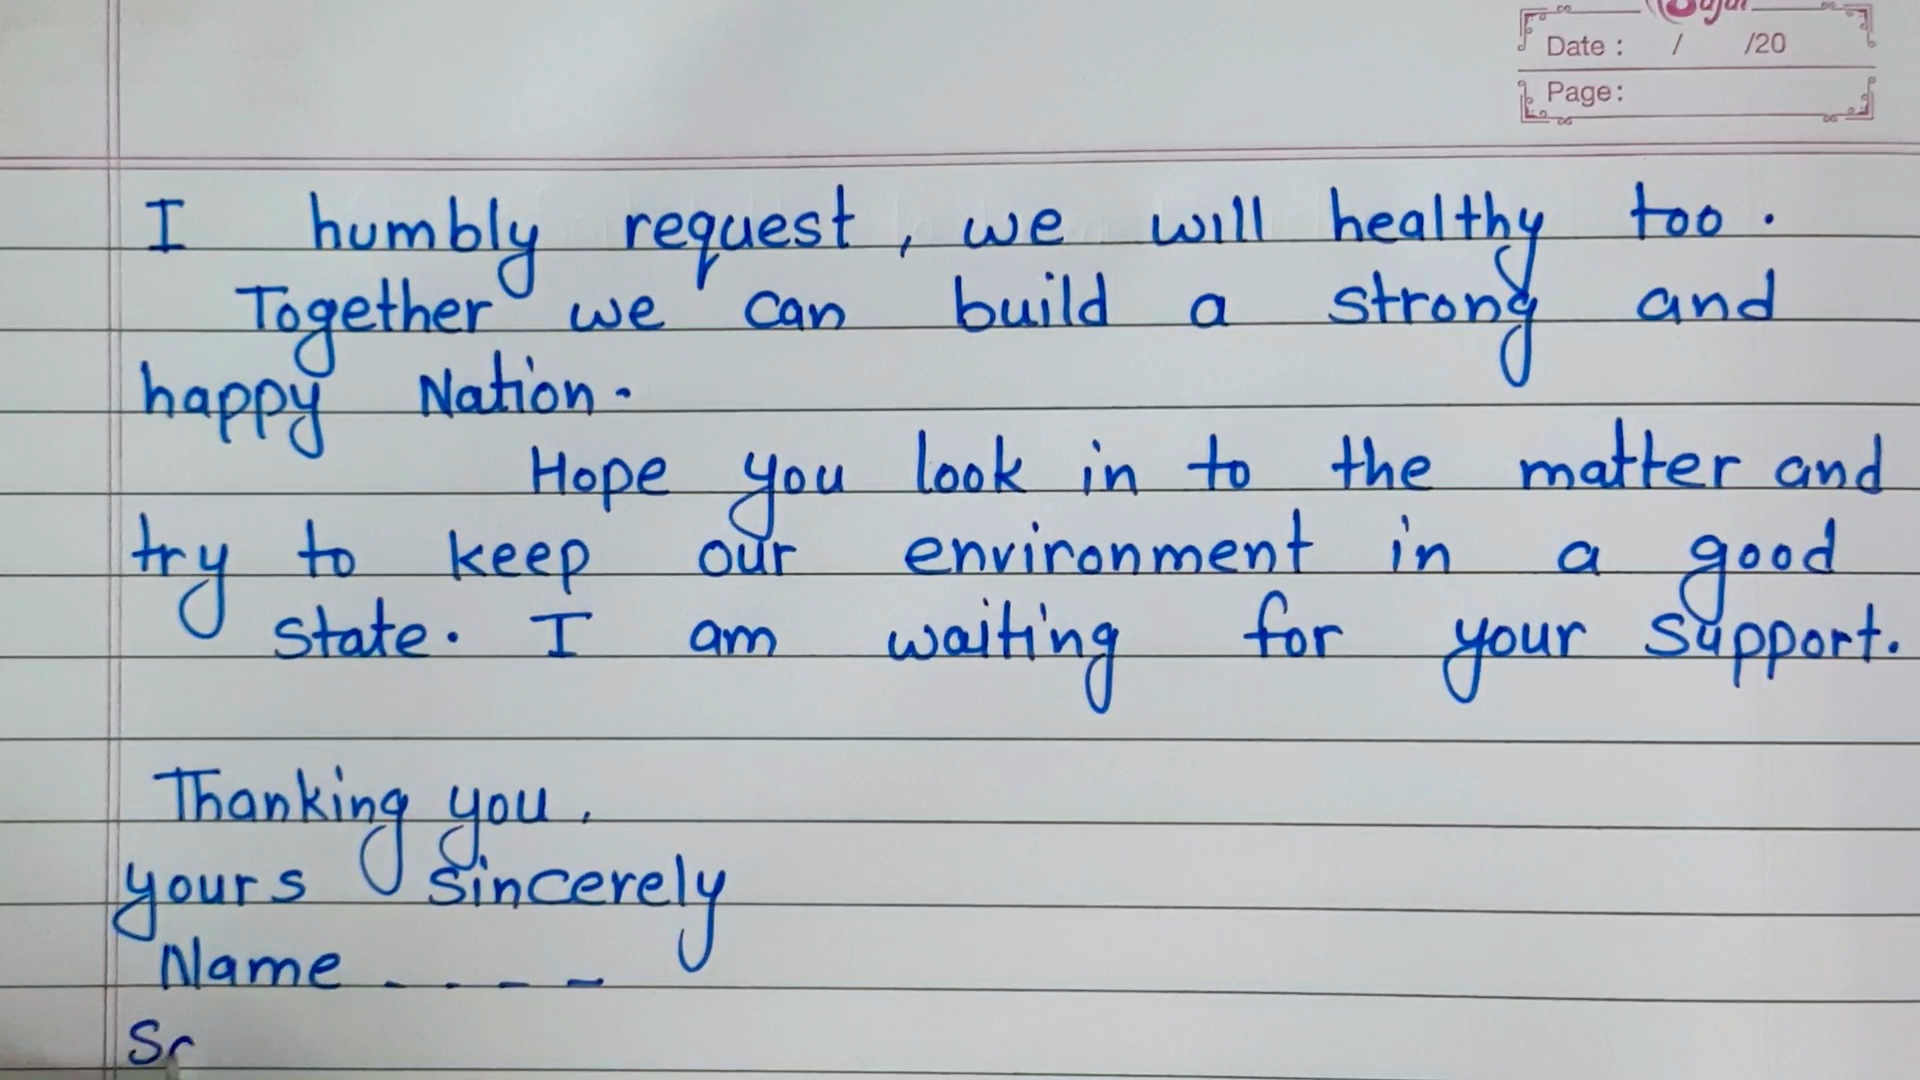 Date : / /20
Page:
I humbly request, we will healthy too.
Together we can build a strong and
happy Nation.
Hope you look in to the matter and
try to keep our environment in a good
state. I am waiting for your support.
Thanking you,
yours sincerely
Name - - - -